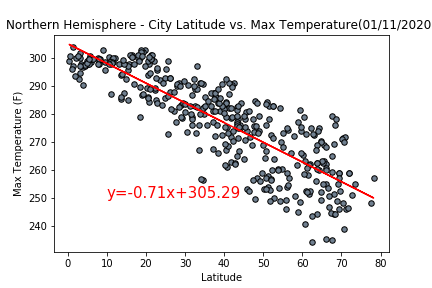 Northern Hemisphere - City Latitude vs. Max Temperature(01/11/2020
Max Temperature (F)
300
290
280
270
260
250
240
y=-0.71x+305.29
0 10 20 30 40 50 60 70 80
Latitude